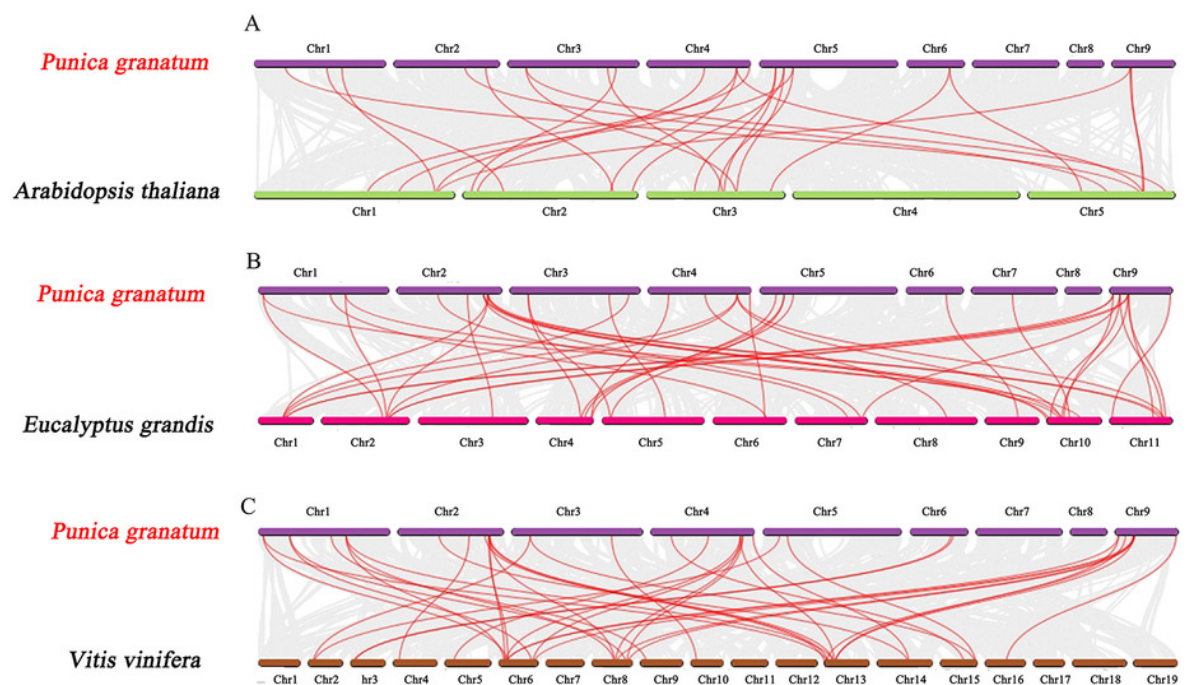 A
Chr1 Chr2 Chr3 Chr4 Chr5 Chr6 Chr7 Chr8 Chr9
Punica granatum
Arabidopsis thaliana
Chr1 Chr2 Chr3 Chr4 Chr5
B
Chr1 Chr2 Chr3 Chr4 Chr5 Chr6 Chr7 Chr8 Chr9
Punica granatum
Eucalyptus grandis
Chr1 Chr2 Chr3 Chr4 Chr5 Chr6 Chr7 Chr8 Chr9 Chr10 Chr11
C
Chr1 Chr2 Chr3 Chr4 Chr5 Chr6 Chr7 Chr8 Chr9
Punica granatum
Vitis vinifera
Chr1 Chr2 hr3 Chr4 Chr5 Chr6 Chr7 Chr8 Chr9 Chr10 Chr11 Chr12 Chr13 Chr14 Chr15 Chr16 Chr17 Chr18 Chr19